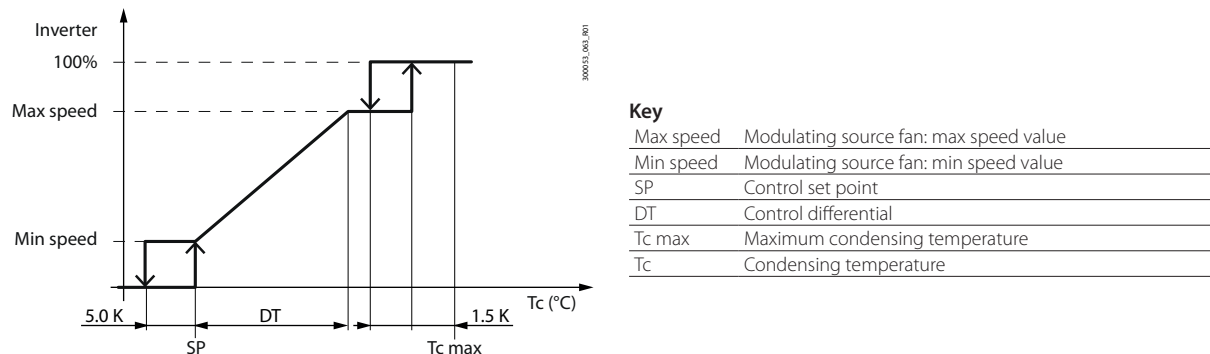 Inverter
100%
Max speed
Min speed
Tc (°C)
5.0 K
DT
1.5 K
SP
Tc max
300053_063_R01
Key
Max speed Modulating source fan: max speed value
Min speed Modulating source fan: min speed value
SP Control set point
DT Control differential
Tc max Maximum condensing temperature
Tc Condensing temperature